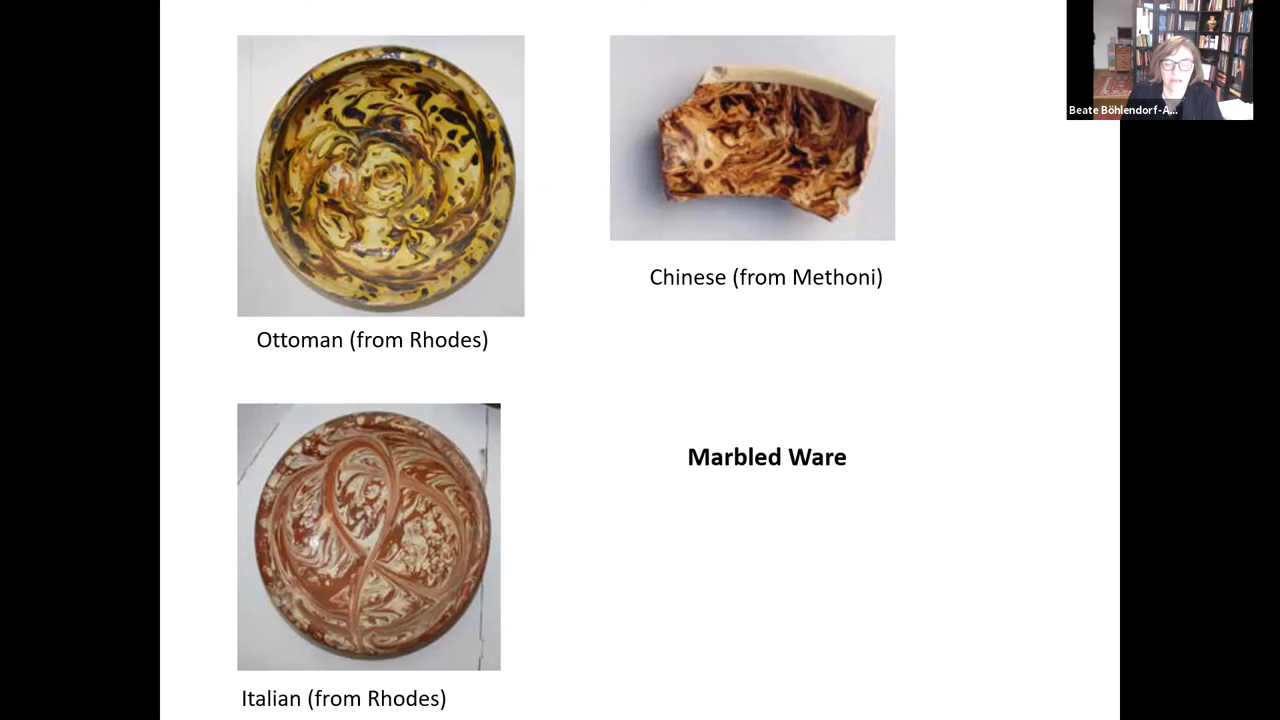 Beate Böhlendorf-A...
Chinese (from Methoni)
Ottoman (from Rhodes)
Marbled Ware
Italian (from Rhodes)